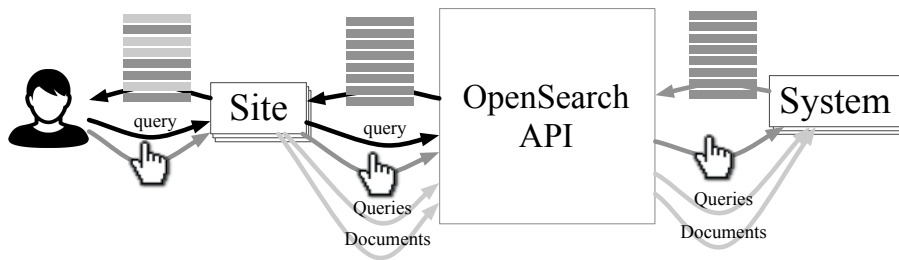 query
Site
query
Queries
Documents
OpenSearch
API
System
Queries
Documents